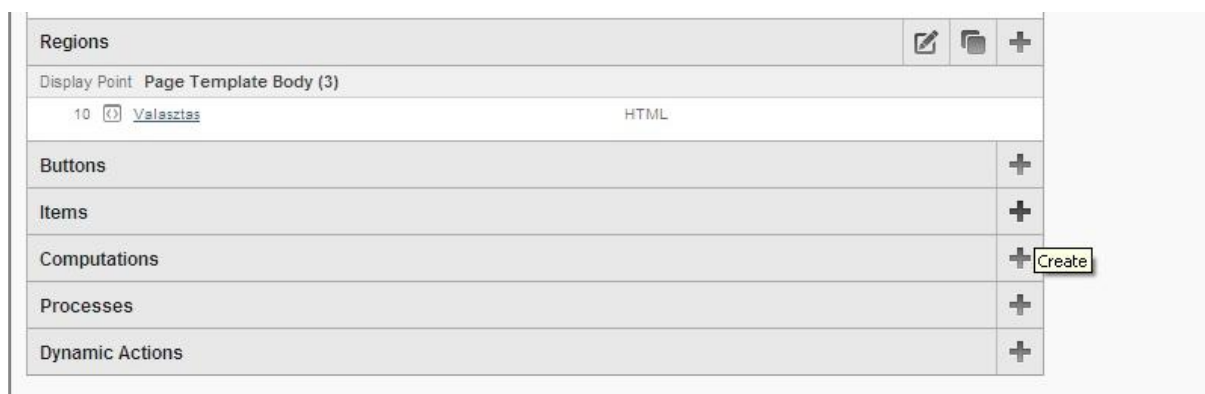 Regions
Display Point Page Template Body (3)
10 Valasztas HTML
Buttons
Items
Computations
Create
Processes
Dynamic Actions